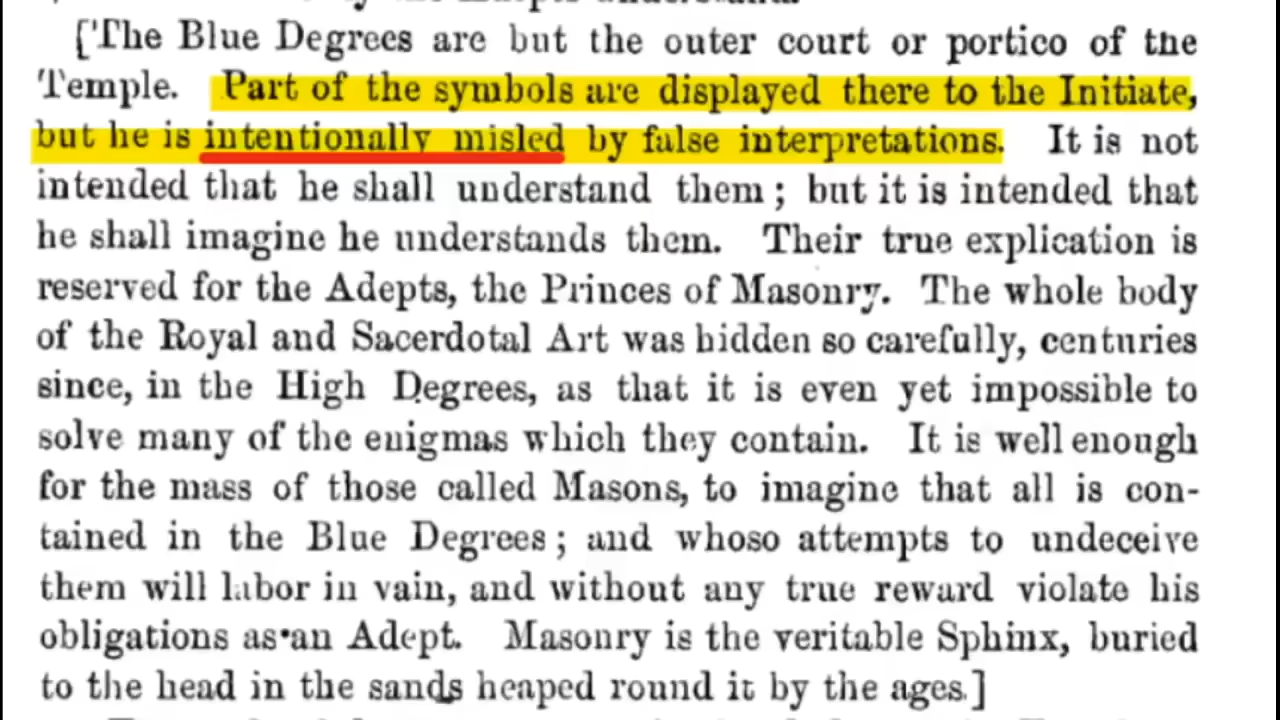 ['The Blue Degrees are but the outer court or portico of the
Temple. Part of the symbols are displayed there to the Initiate,
but he is intentionally misled by false interpretations. It is not
intended that he shall understand them; but it is intended that
he shall imagine he understands them. Their true explication is
reserved for the Adepts, the Princes of Masonry. The whole body
of the Royal and Sacerdotal Art was hidden so carefully, centuries
since, in the High Degrees, as that it is even yet impossible to
solve many of the enigmas which they contain. It is well enough
for the mass of those called Masons, to imagine that all is con-
tained in the Blue Degrees; and whoso attempts to undeceive
them will labor in vain, and without any true reward violate his
obligations as an Adept. Masonry is the veritable Sphinx, buried
to the head in the sands heaped round it by the ages.]